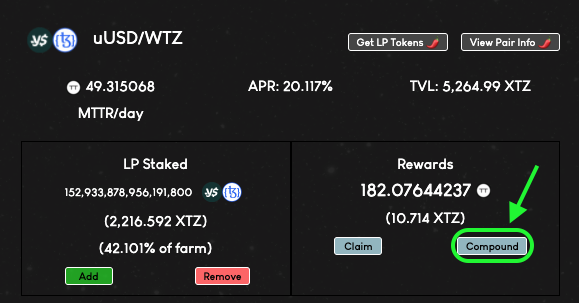 uUSD/WTZ
Get LP Tokens
View Pair Info
49.315068
MTTR/day
APR: 20.117%
TVL: 5,264.99 XTZ
LP Staked
152,933,878,956,191,800
(2,216.592 XTZ)
(42.101% of farm)
Add
Remove
Rewards
182.07644237
(10.714 XTZ)
Claim
Compound